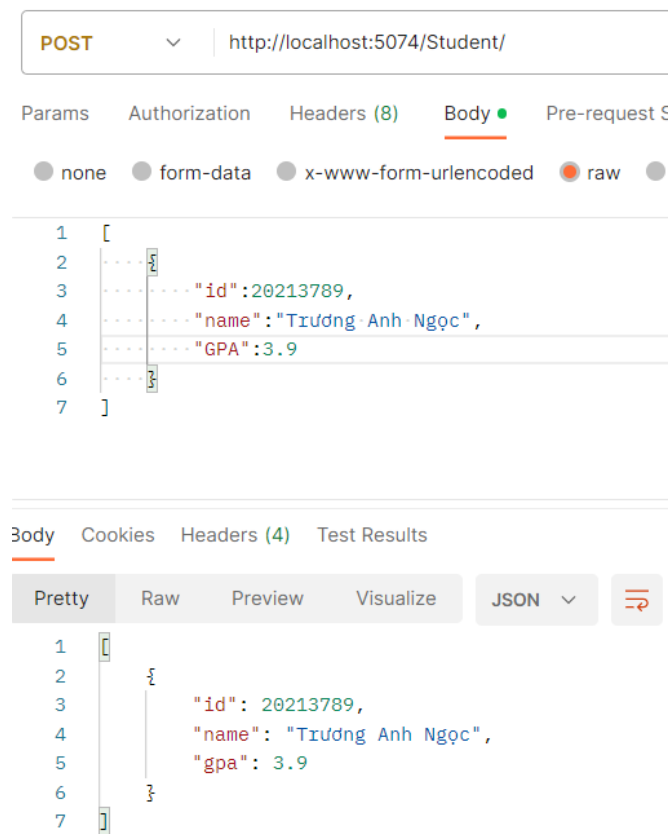 POST http://localhost:5074/Student/
Params Authorization Headers (8) Body Pre-request S
none form-data x-www-form-urlencoded raw
1 [
2 {
3 "id":20213789,
4 "name":"Trương Anh Ngọc",
5 "GPA":3.9
6 }
7 ]
Body Cookies Headers (4) Test Results
Pretty Raw Preview Visualize JSON
1 [
2 {
3 "id": 20213789,
4 "name": "Trương Anh Ngọc",
5 "gpa": 3.9
6 }
7 ]